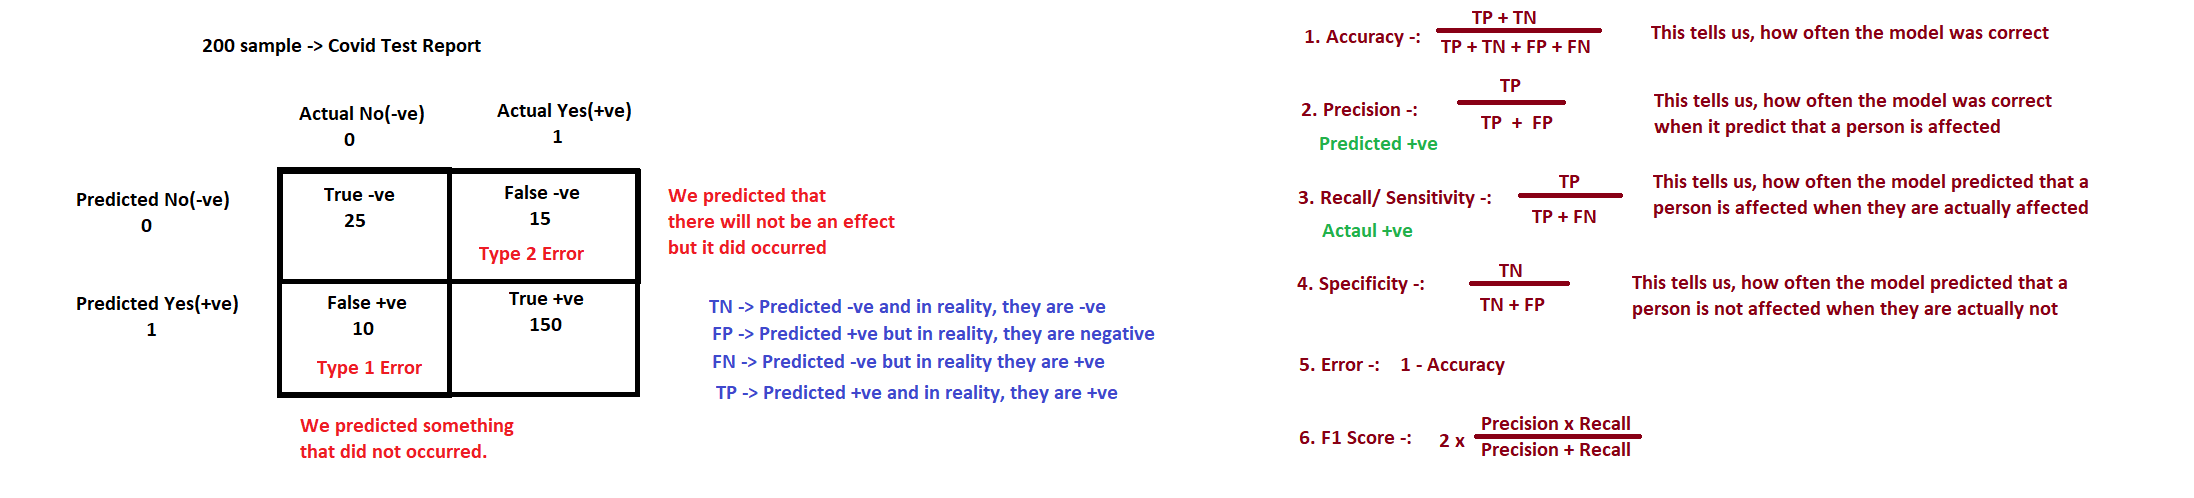 200 sample -> Covid Test Report
Actual No(-ve)
0
Actual Yes(+ve)
1
Predicted No(-ve)
0
True -ve
25
False -ve
15
Type 2 Error
We predicted that
there will not be an effect
but it did occurred
Predicted Yes(+ve)
1
False +ve
10
Type 1 Error
True +ve
150
We predicted something
that did not occurred.
TN -> Predicted -ve and in reality, they are -ve
FP -> Predicted +ve but in reality, they are negative
FN -> Predicted -ve but in reality they are +ve
TP -> Predicted +ve and in reality, they are +ve
1. Accuracy -:
TP + TN
TP + TN + FP + FN
This tells us, how often the model was correct
2. Precision -:
Predicted +ve
TP
TP + FP
This tells us, how often the model was correct
when it predict that a person is affected
3. Recall/ Sensitivity -:
Actaul +ve
TP
TP + FN
This tells us, how often the model predicted that a
person is affected when they are actually affected
4. Specificity -:
TN
TN + FP
This tells us, how often the model predicted that a
person is not affected when they are actually not
5. Error -: 1 - Accuracy
6. F1 Score -:
2 x
Precision x Recall
Precision + Recall